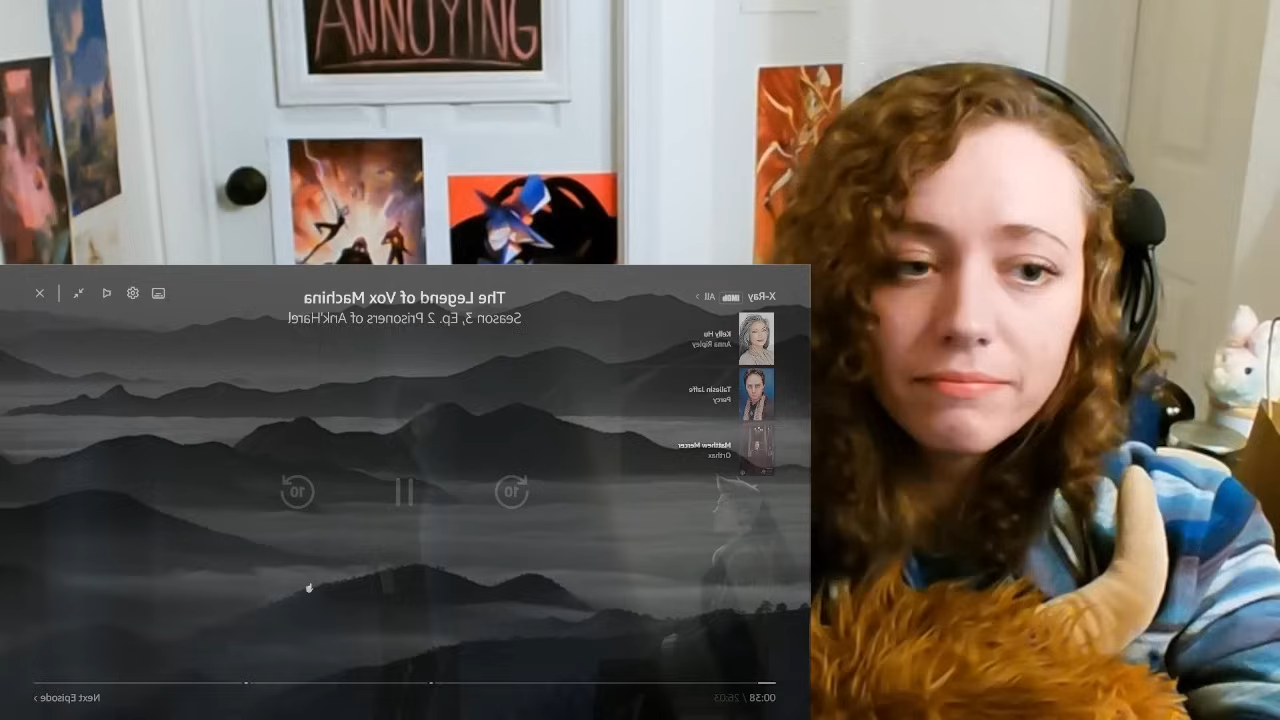 ANNOYING
The Legend of Vox Machina
Season 3, Ep. 2 Prisoners of Ank'Harel
X-Ray IMDb All ›
Kelly Hu
Anna Ripley
Taliesin Jaffe
Percy
Matthew Mercer
Orthax
10
10
00:38 / 26:03
Next Episode ›